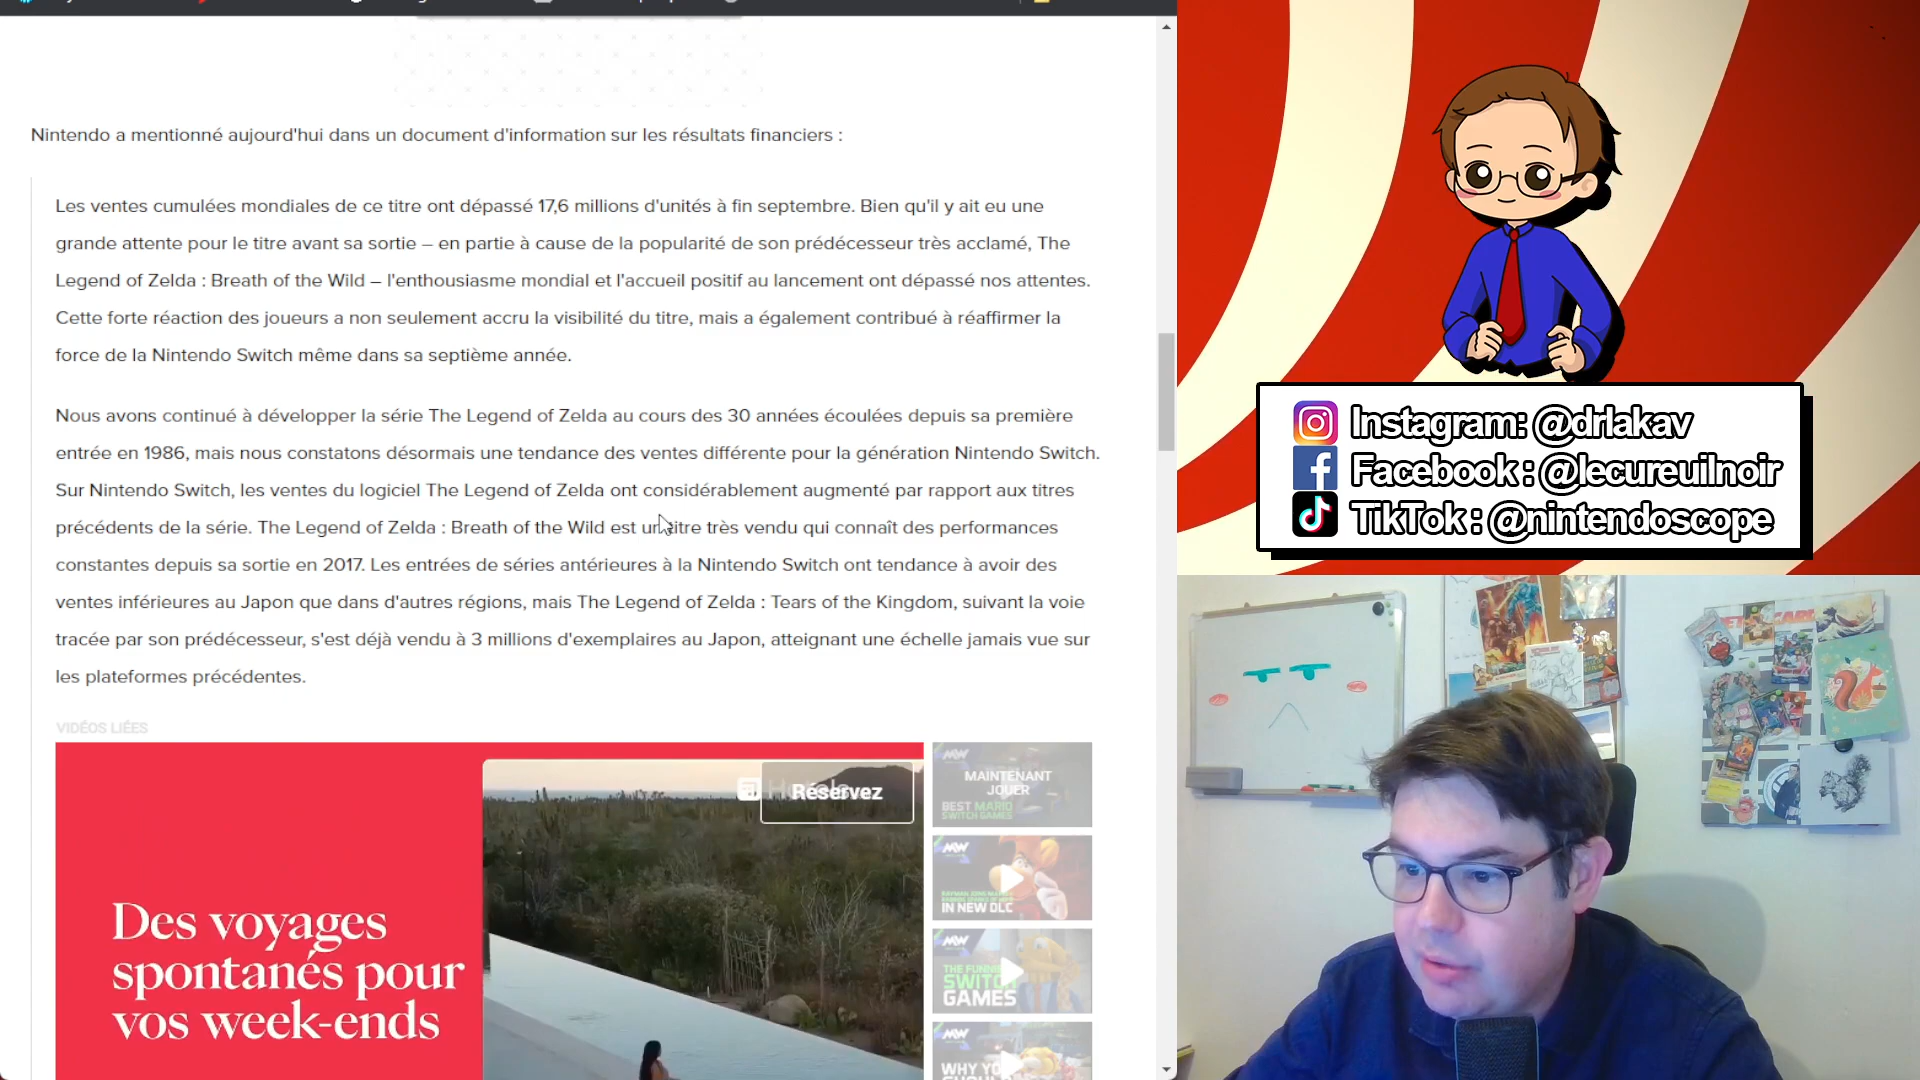 Nintendo a mentionné aujourd'hui dans un document d'information sur les résultats financiers :
Les ventes cumulées mondiales de ce titre ont dépassé 17,6 millions d'unités à fin septembre. Bien qu'il y ait eu une
grande attente pour le titre avant sa sortie – en partie à cause de la popularité de son prédécesseur très acclamé, The
Legend of Zelda : Breath of the Wild – l'enthousiasme mondial et l'accueil positif au lancement ont dépassé nos attentes.
Cette forte réaction des joueurs a non seulement accru la visibilité du titre, mais a également contribué à réaffirmer la
force de la Nintendo Switch même dans sa septième année.
Nous avons continué à développer la série The Legend of Zelda au cours des 30 années écoulées depuis sa première
entrée en 1986, mais nous constatons désormais une tendance des ventes différente pour la génération Nintendo Switch.
Sur Nintendo Switch, les ventes du logiciel The Legend of Zelda ont considérablement augmenté par rapport aux titres
précédents de la série. The Legend of Zelda : Breath of the Wild est un titre très vendu qui connaît des performances
constantes depuis sa sortie en 2017. Les entrées de séries antérieures à la Nintendo Switch ont tendance à avoir des
ventes inférieures au Japon que dans d'autres régions, mais The Legend of Zelda : Tears of the Kingdom, suivant la voie
tracée par son prédécesseur, s'est déjà vendu à 3 millions d'exemplaires au Japon, atteignant une échelle jamais vue sur
les plateformes précédentes.
VIDÉOS LIÉES
Réservez
Des voyages
spontanés pour
vos week-ends
MAINTENANT
JOUER
BEST MARIO
SWITCH GAMES
IN NEW DLC
THE FUNNI
SWITCH
GAMES
WHY YO
Instagram: @drlakav
Facebook : @lecureuilnoir
TikTok : @nintendoscope